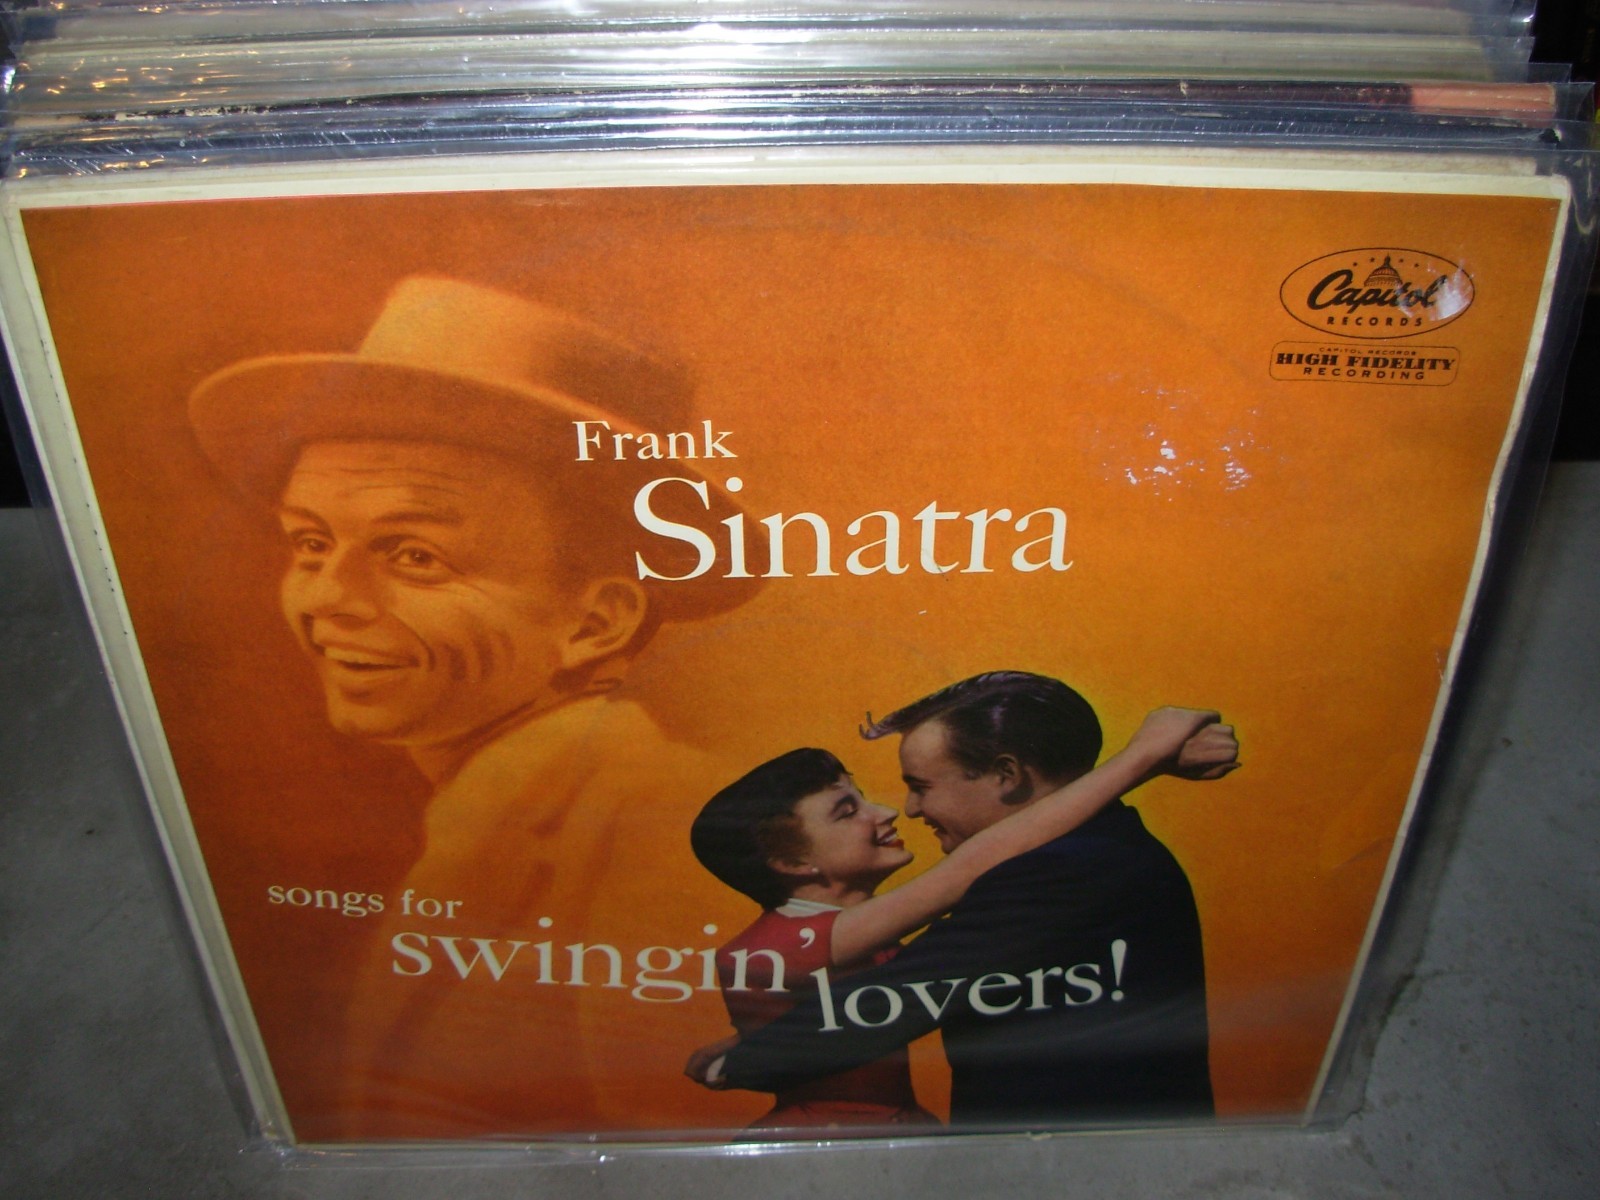 Capitol
RECORDS
CAPITOL RECORDS
HIGH FIDELITY
RECORDING
Frank
Sinatra
songs for
swingin'
lovers!